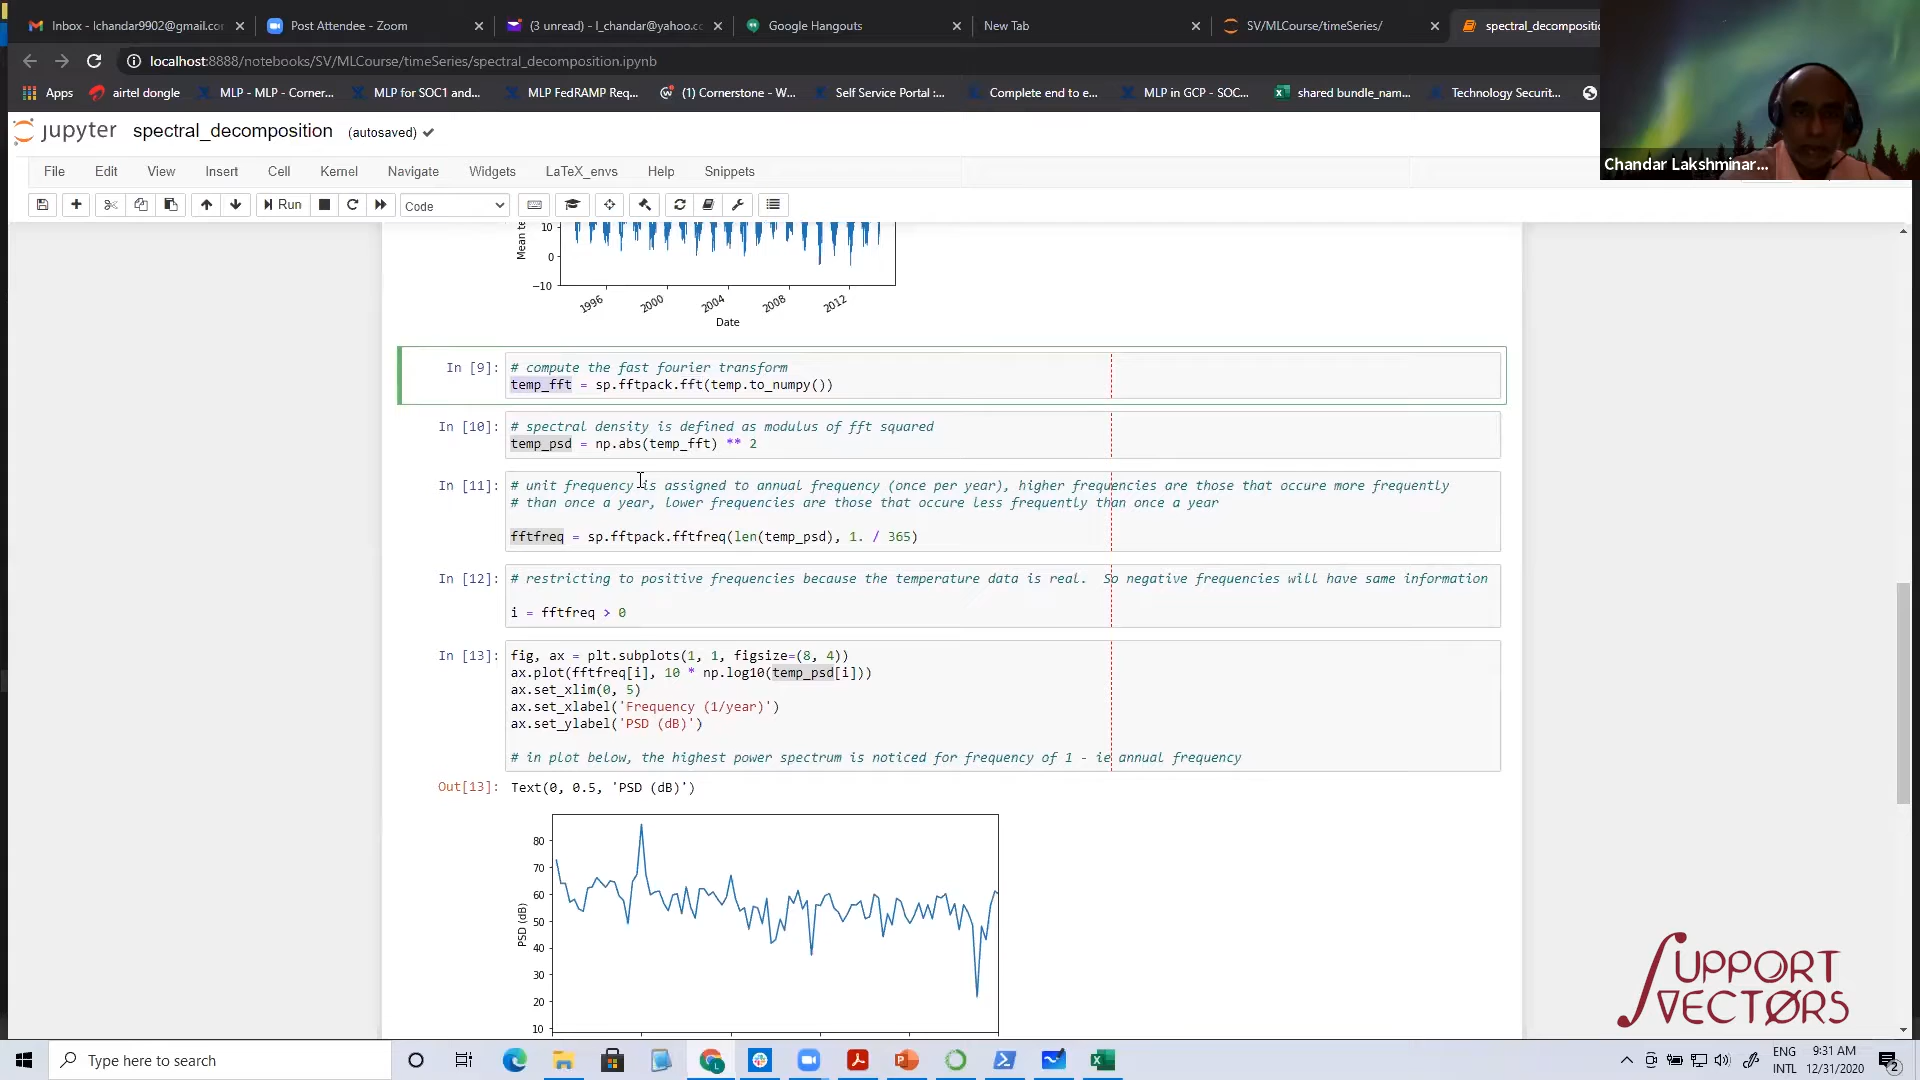 Inbox - lchandar9902@gmail.co
Post Attendee - Zoom
(3 unread) - l_chandar@yahoo.co
Google Hangouts
New Tab
SV/MLCourse/timeSeries/
spectral_decompositio
localhost:8888/notebooks/SV/MLCourse/timeSeries/spectral_decomposition.ipynb
Apps
airtel dongle
MLP - MLP - Corner...
MLP for SOC1 and...
MLP FedRAMP Req...
(1) Cornerstone - W...
Self Service Portal :...
Complete end to e...
MLP in GCP - SOC...
shared bundle_nam...
Technology Securit...
Chandar Lakshminar...
jupyter spectral_decomposition (autosaved)
File Edit View Insert Cell Kernel Navigate Widgets LaTeX_envs Help Snippets
Run
Code
Mean te
10
0
-10
1996 2000 2004 2008 2012
Date
In [9]: # compute the fast fourier transform
temp_fft = sp.fftpack.fft(temp.to_numpy())
In [10]: # spectral density is defined as modulus of fft squared
temp_psd = np.abs(temp_fft) ** 2
In [11]: # unit frequency is assigned to annual frequency (once per year), higher frequencies are those that occure more frequently
# than once a year, lower frequencies are those that occure less frequently than once a year
fftfreq = sp.fftpack.fftfreq(len(temp_psd), 1. / 365)
In [12]: # restricting to positive frequencies because the temperature data is real.  So negative frequencies will have same information
i = fftfreq > 0
In [13]: fig, ax = plt.subplots(1, 1, figsize=(8, 4))
ax.plot(fftfreq[i], 10 * np.log10(temp_psd[i]))
ax.set_xlim(0, 5)
ax.set_xlabel('Frequency (1/year)')
ax.set_ylabel('PSD (dB)')
# in plot below, the highest power spectrum is noticed for frequency of 1 - ie annual frequency
Out[13]: Text(0, 0.5, 'PSD (dB)')
80
70
60
50
40
30
20
10
PSD (dB)
SUPPORT
VECTORS
Type here to search
ENG
INTL
9:31 AM
12/31/2020
2